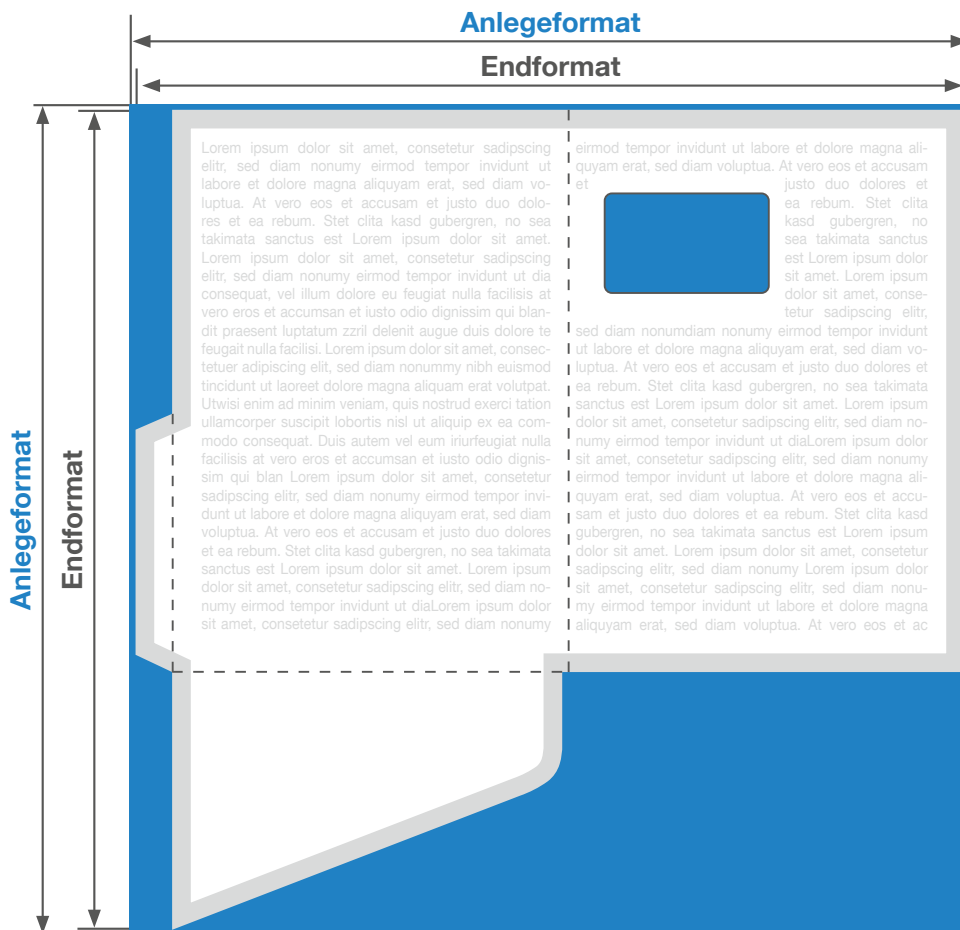 Anlegeformat
Endformat
Anlegeformat
Endformat
Lorem ipsum dolor sit amet, consetetur sadipscing
elitr, sed diam nonumy eirmod tempor invidunt ut
labore et dolore magna aliquyam erat, sed diam vo-
luptua. At vero eos et accusam et justo duo dolo-
res et ea rebum. Stet clita kasd gubergren, no sea
takimata sanctus est Lorem ipsum dolor sit amet.
Lorem ipsum dolor sit amet, consetetur sadipscing
elitr, sed diam nonumy eirmod tempor invidunt ut dia
consequat, vel illum dolore eu feugiat nulla facilisis at
vero eros et accumsan et iusto odio dignissim qui blan-
dit praesent luptatum zzril delenit augue duis dolore te
feugait nulla facilisi. Lorem ipsum dolor sit amet, consec-
tetuer adipiscing elit, sed diam nonummy nibh euismod
tincidunt ut laoreet dolore magna aliquam erat volutpat.
Utwisi enim ad minim veniam, quis nostrud exerci tation
ullamcorper suscipit lobortis nisl ut aliquip ex ea com-
modo consequat. Duis autem vel eum iurefeugiat nulla
facilisis at vero eros et accumsan et iusto odio dignis-
sim qui blan Lorem ipsum dolor sit amet, consetetur
sadipscing elitr, sed diam nonumy eirmod tempor invi-
dunt ut labore et dolore magna aliquyam erat, sed diam
voluptua. At vero eos et accusam et justo duo dolores
et ea rebum. Stet clita kasd gubergren, no sea takimata
sanctus est Lorem ipsum dolor sit amet. Lorem ipsum
dolor sit amet, consetetur sadipscing elitr, sed diam no-
numy eirmod tempor invidunt ut diaLorem ipsum dolor
sit amet, consetetur sadipscing elitr, sed diam nonumy
eirmod tempor invidunt ut labore et dolore magna ali-
quyam erat, sed diam voluptua. At vero eos et accusam
et justo duo dolores et
ea rebum. Stet clita
kasd gubergren, no
sea takimata sanctus
est Lorem ipsum dolor
sit amet. Lorem ipsum
dolor sit amet, conse-
tetur sadipscing elitr,
sed diam nonumdiam nonumy eirmod tempor invidunt
ut labore et dolore magna aliquyam erat, sed diam vo-
luptua. At vero eos et accusam et justo duo dolores et
ea rebum. Stet clita kasd gubergren, no sea takimata
sanctus est Lorem ipsum dolor sit amet. Lorem ipsum
dolor sit amet, consetetur sadipscing elitr, sed diam no-
numy eirmod tempor invidunt ut diaLorem ipsum dolor
sit amet, consetetur sadipscing elitr, sed diam nonumy
eirmod tempor invidunt ut labore et dolore magna ali-
quyam erat, sed diam voluptua. At vero eos et accu-
sam et justo duo dolores et ea rebum. Stet clita kasd
gubergren, no sea takimata sanctus est Lorem ipsum
dolor sit amet. Lorem ipsum dolor sit amet, consetetur
sadipscing elitr, sed diam nonumy Lorem ipsum dolor
sit amet, consetetur sadipscing elitr, sed diam nonu-
my eirmod tempor invidunt ut labore et dolore magna
aliquyam erat, sed diam voluptua. At vero eos et ac